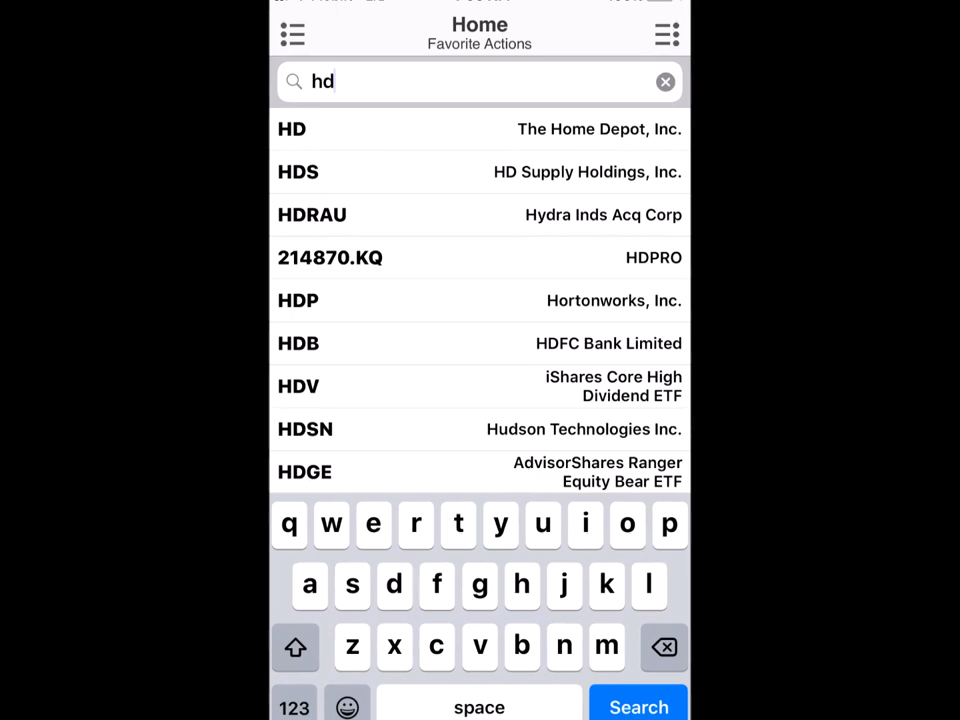 Home
Favorite Actions
hd
HD The Home Depot, Inc.
HDS HD Supply Holdings, Inc.
HDRAU Hydra Inds Acq Corp
214870.KQ HDPRO
HDP Hortonworks, Inc.
HDB HDFC Bank Limited
HDV iShares Core High
Dividend ETF
HDSN Hudson Technologies Inc.
HDGE AdvisorShares Ranger
Equity Bear ETF
q w e r t y u i o p
a s d f g h j k l
z x c v b n m
123 space Search